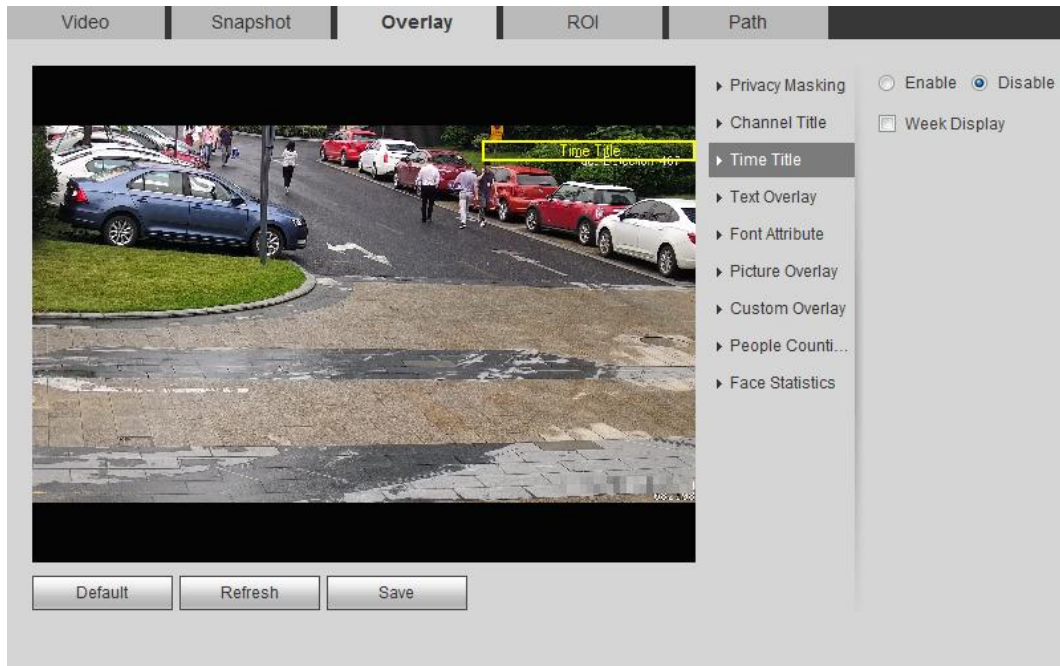 Video Snapshot Overlay ROI Path
Privacy Masking
Enable Disable
Channel Title
Week Display
Time Title
Time Title
Text Overlay
Font Attribute
Picture Overlay
Custom Overlay
People Counti...
Face Statistics
Default Refresh Save